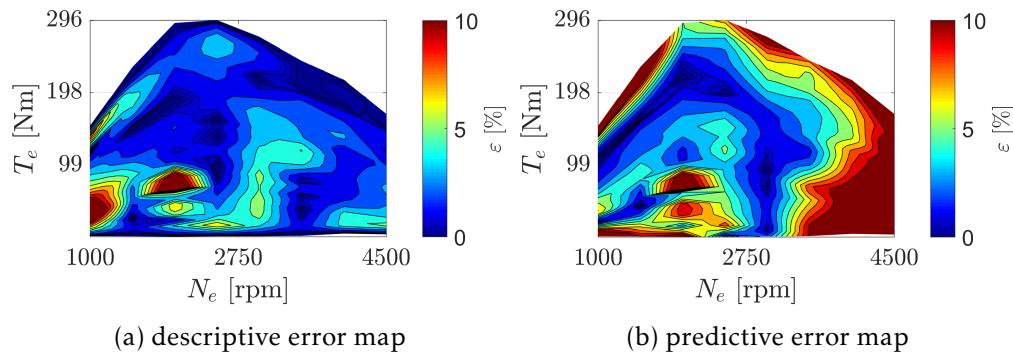 296
198
99
T_e [Nm]
1000
2750
4500
N_e [rpm]
10
5
0
ε [%]
(a) descriptive error map
296
198
99
T_e [Nm]
1000
2750
4500
N_e [rpm]
10
5
0
ε [%]
(b) predictive error map